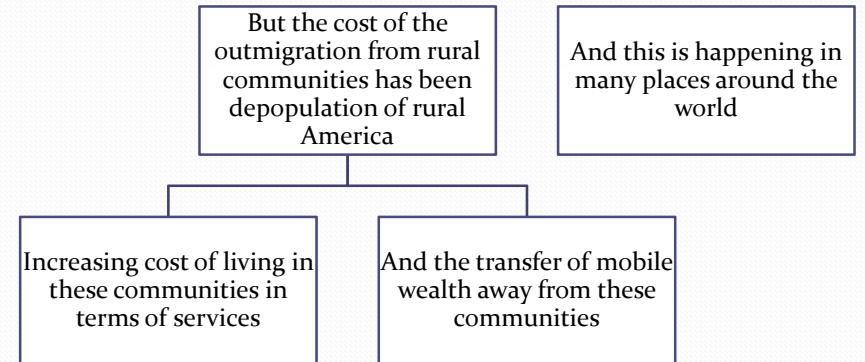 But the cost of the
outmigration from rural
communities has been
depopulation of rural
America
And this is happening in
many places around the
world
Increasing cost of living in
these communities in
terms of services
And the transfer of mobile
wealth away from these
communities